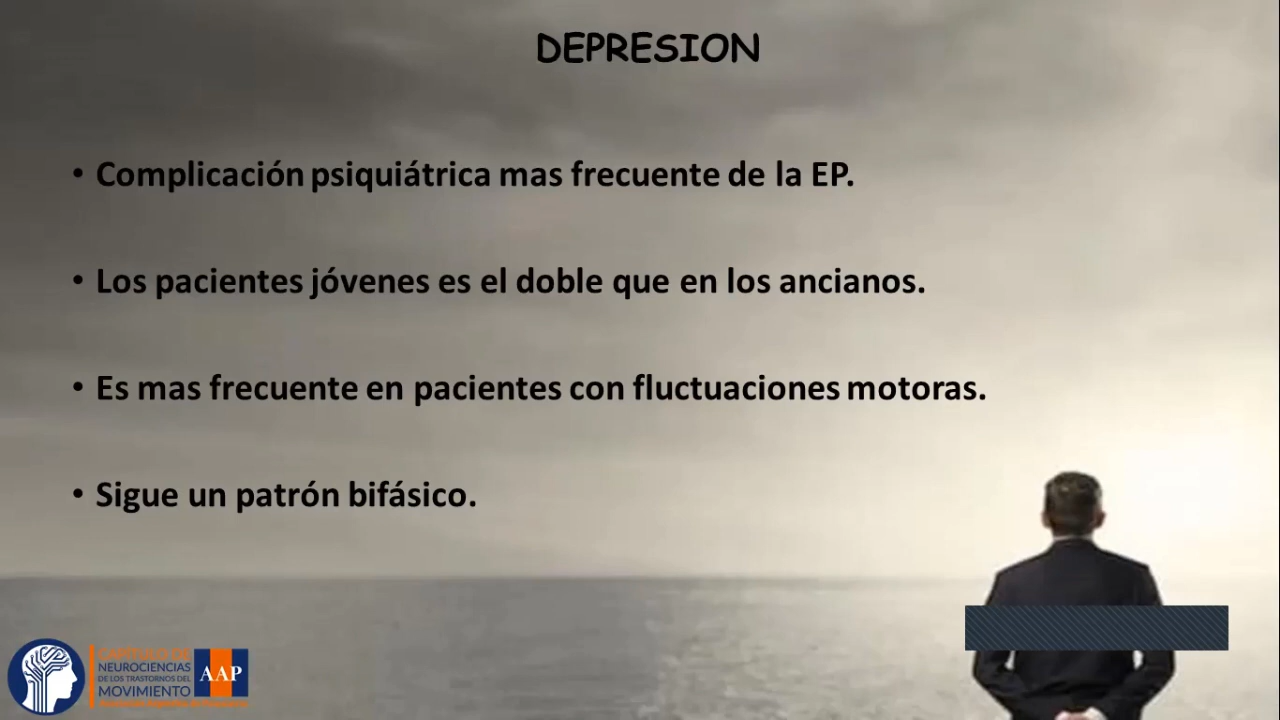 DEPRESION
• Complicación psiquiátrica mas frecuente de la EP.
• Los pacientes jóvenes es el doble que en los ancianos.
• Es mas frecuente en pacientes con fluctuaciones motoras.
• Sigue un patrón bifásico.
CAPÍTULO DE
NEUROCIENCIAS
DE LOS TRASTORNOS DEL
MOVIMIENTO
AAP